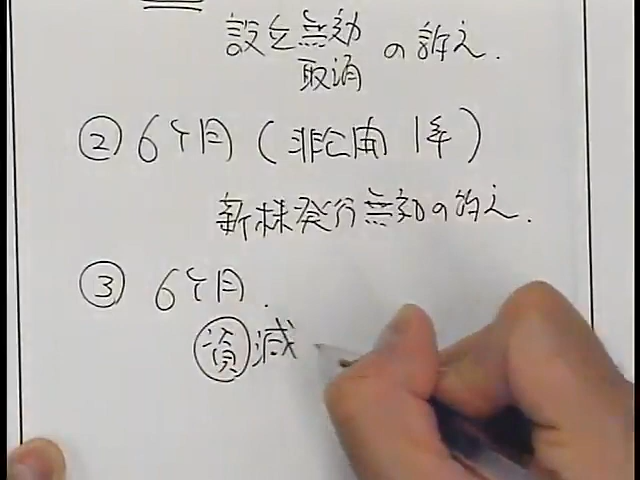 設立無効の訴え.
取消
② 6ヶ月 (非公開 1年)
新株発行無効の訴え.
③ 6ヶ月.
資減